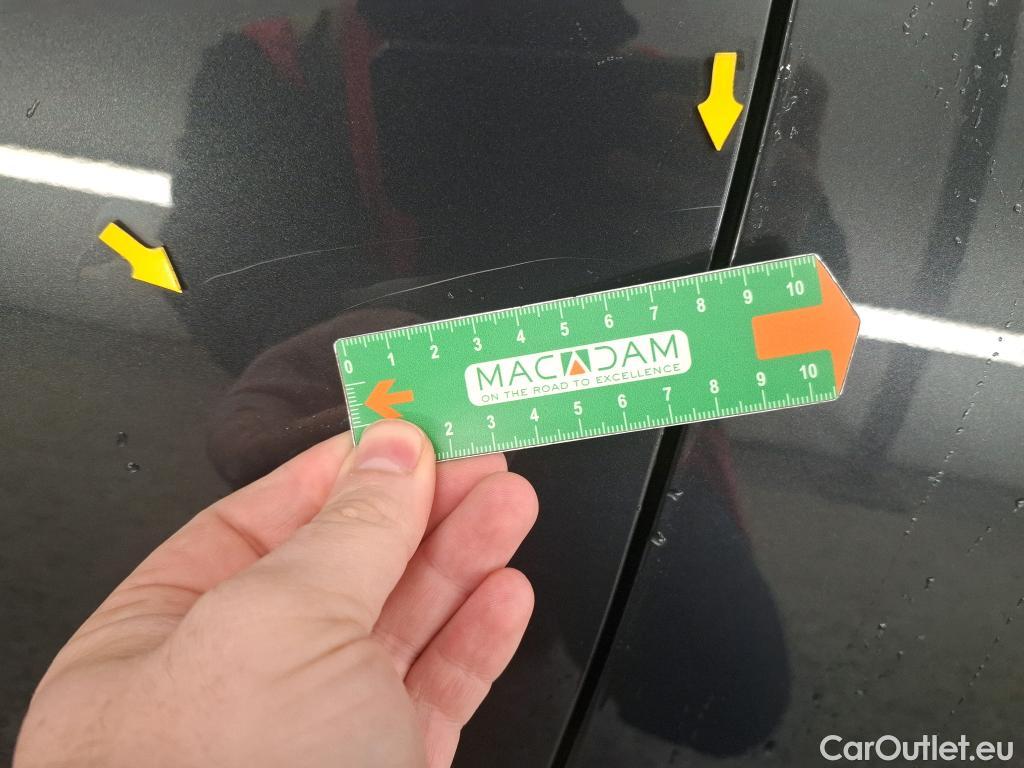 0 1 2 3 4 5 6 7 8 9 10
MACADAM
ON THE ROAD TO EXCELLENCE
2 3 4 5 6 7 8 9 10
CarOutlet.eu